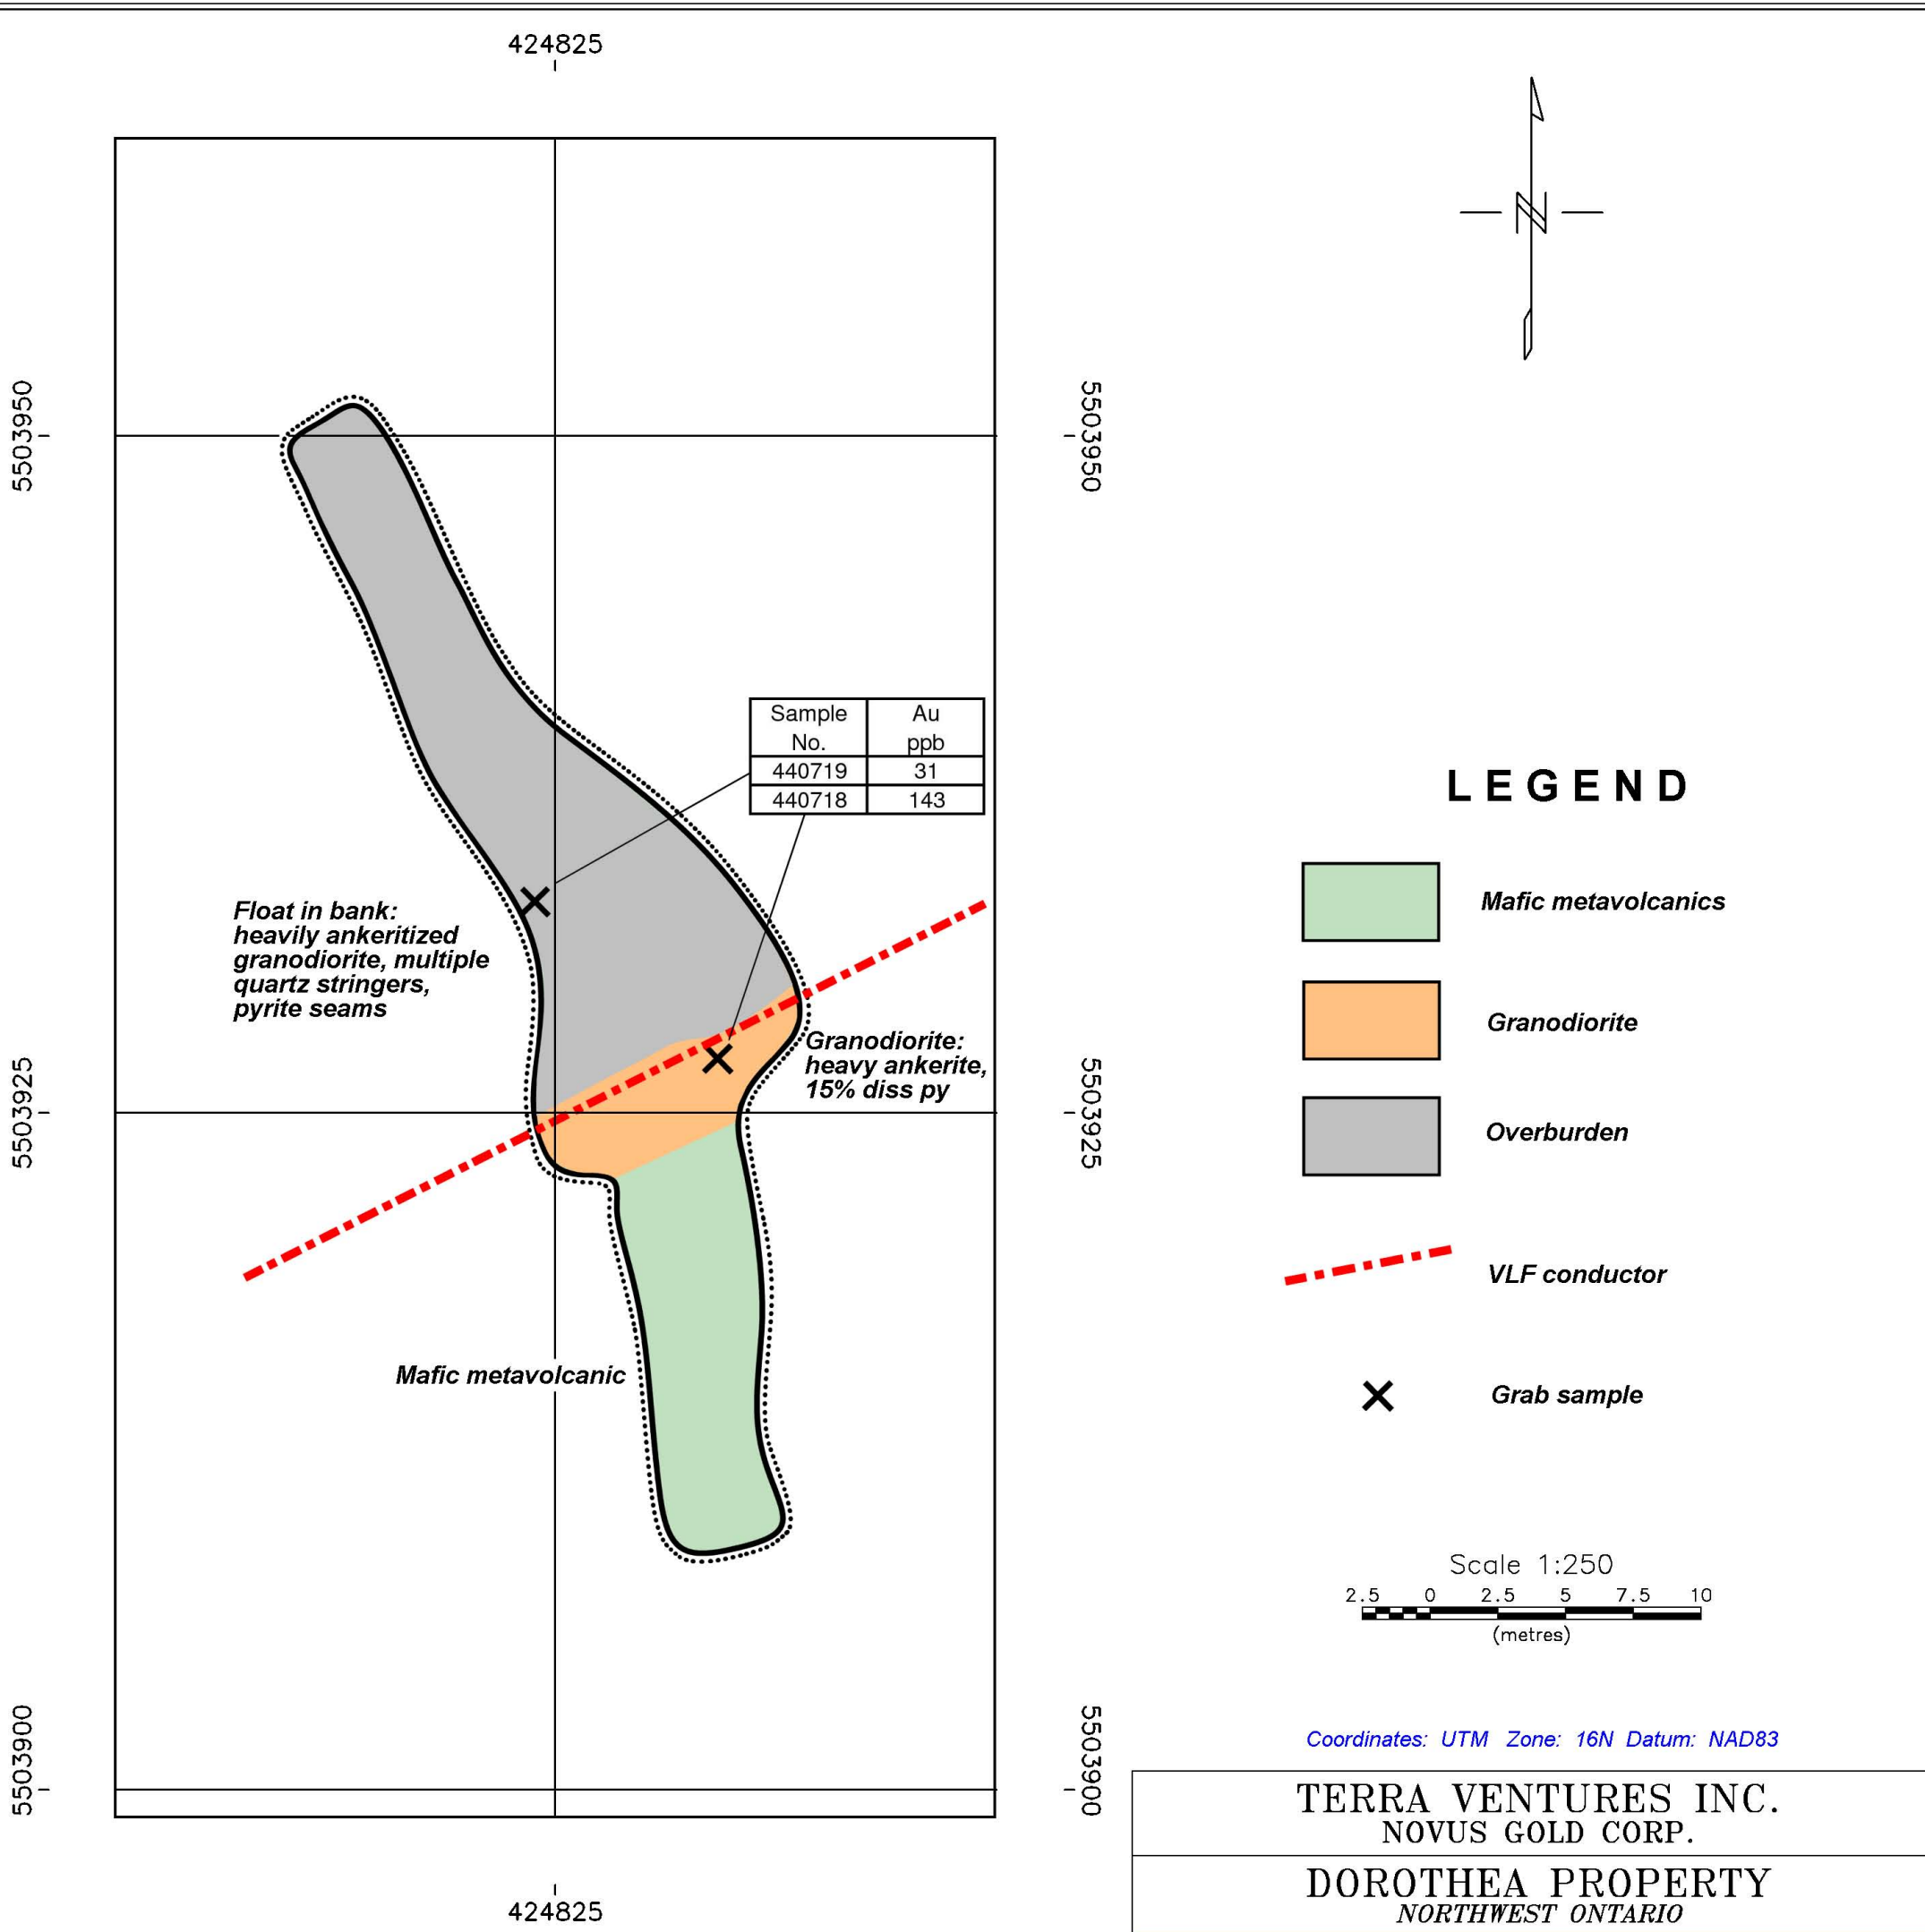 424825
N
5503950
5503950
Sample Au
No. ppb
440719 31
440718 143
Float in bank:
heavily ankeritized
granodiorite, multiple
quartz stringers,
pyrite seams
Granodiorite:
heavy ankerite,
15% diss py
5503925
5503925
Mafic metavolcanic
5503900
5503900
424825
LEGEND
Mafic metavolcanics
Granodiorite
Overburden
VLF conductor
Grab sample
Scale 1:250
2.5 0 2.5 5 7.5 10
(metres)
Coordinates: UTM Zone: 16N Datum: NAD83
TERRA VENTURES INC.
NOVUS GOLD CORP.
DOROTHEA PROPERTY
NORTHWEST ONTARIO